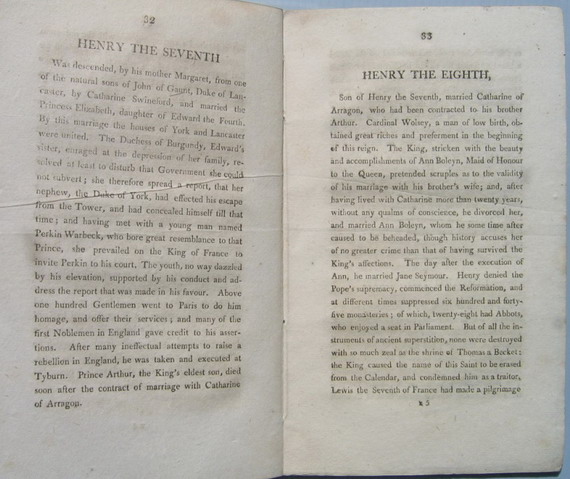 32
HENRY THE SEVENTH
Was descended, by his mother Margaret, from one
of the natural sons of John of Gaunt, Duke of Lan-
caster, by Catharine Swineford, and married the
Princess Elizabeth, daughter of Edward the Fourth.
By this marriage the houses of York and Lancaster
were united. The Duchess of Burgundy, Edward's
sister, enraged at the depression of her family, re-
solved at least to disturb that Government she could
not subvert; she therefore spread a report, that her
nephew, the Duke of York, had effected his escape
from the Tower, and had concealed himself till that
time; and having met with a young man named
Perkin Warbeck, who bore great resemblance to that
Prince, she prevailed on the King of France to
invite Perkin to his court. The youth, no way dazzled
by his elevation, supported by his conduct and ad-
dress the report that was made in his favour. Above
one hundred Gentlemen went to Paris to do him
homage, and offer their services; and many of the
first Noblemen in England gave credit to his asser-
tions. After many ineffectual attempts to raise a
rebellion in England, he was taken and executed at
Tyburn. Prince Arthur, the King's eldest son, died
soon after the contract of marriage with Catharine
of Arragon.
33
HENRY THE EIGHTH,
Son of Henry the Seventh, married Catharine of
Arragon, who had been contracted to his brother
Arthur. Cardinal Wolsey, a man of low birth, ob-
tained great riches and preferment in the beginning
of this reign. The King, stricken with the beauty
and accomplishments of Ann Boleyn, Maid of Honour
to the Queen, pretended scruples as to the validity
of his marriage with his brother's wife; and, after
having lived with Catharine more than twenty years,
without any qualms of conscience, he divorced her,
and married Ann Boleyn, whom he some time after
caused to be beheaded, though history accuses her
of no greater crime than that of having survived the
King's affections. The day after the execution of
Ann, he married Jane Seymour. Henry denied the
Pope's supremacy, commenced the Reformation, and
at different times suppressed six hundred and forty-
five monasteries; of which, twenty-eight had Abbots,
who enjoyed a seat in Parliament. But of all the in-
struments of ancient superstition, none were destroyed
with so much zeal as the shrine of Thomas a Becket:
the King caused the name of this Saint to be erased
from the Calendar, and condemned him as a traitor,
Lewis the Seventh of France had made a pilgrimage